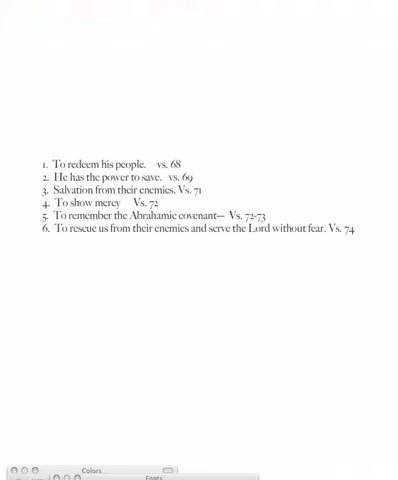 1. To redeem his people. vs. 68
2. He has the power to save. vs. 69
3. Salvation from their enemies. Vs. 71
4. To show mercy Vs. 72
5. To remember the Abrahamic covenant— Vs. 72-73
6. To rescue us from their enemies and serve the Lord without fear. Vs. 74
Colors
Fonts